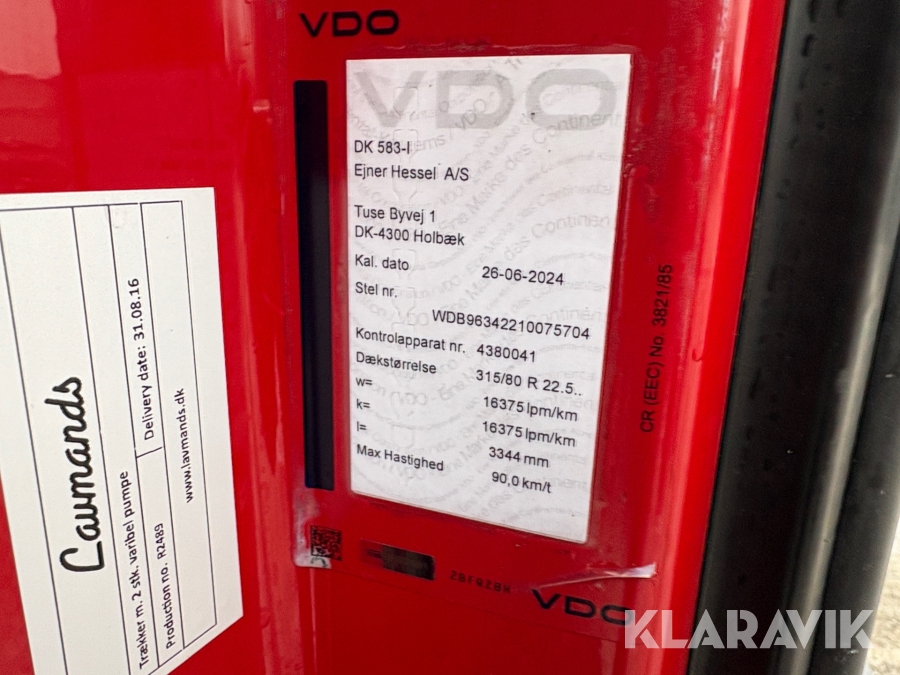 VDO
VDO
DK 583-I
Ejner Hessel A/S
Tuse Byvej 1
DK-4300 Holbæk
Kal. dato 26-06-2024
Stel nr.
WDB96342210075704
Kontrolapparat nr. 4380041
Dækstørrelse 315/80 R 22.5..
w= 16375 lpm/km
k= 16375 lpm/km
l= 3344 mm
Max Hastighed 90,0 km/t
CR (EEC) No. 3821/85
VDO
Lavmands
Trækker m. 2 stk. varibel pumpe
Production no. R2489
Delivery date: 31.08.16
www.lavmands.dk
KLARAVIK